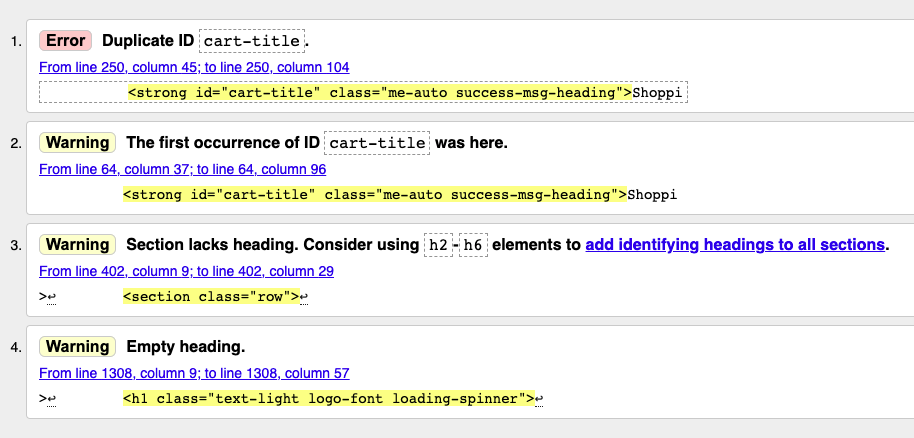 1. Error Duplicate ID cart-title.
From line 250, column 45; to line 250, column 104
<strong id="cart-title" class="me-auto success-msg-heading">Shoppi
2. Warning The first occurrence of ID cart-title was here.
From line 64, column 37; to line 64, column 96
<strong id="cart-title" class="me-auto success-msg-heading">Shoppi
3. Warning Section lacks heading. Consider using h2-h6 elements to add identifying headings to all sections.
From line 402, column 9; to line 402, column 29
>↩ <section class="row">↩
4. Warning Empty heading.
From line 1308, column 9; to line 1308, column 57
>↩ <h1 class="text-light logo-font loading-spinner">↩